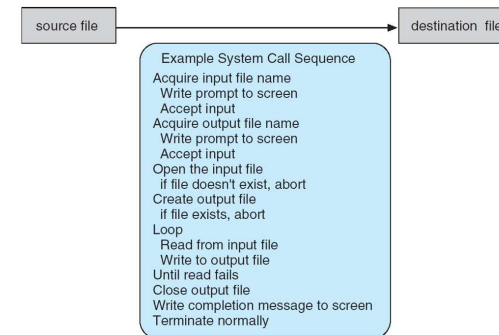 source file
destination file
Example System Call Sequence
Acquire input file name
Write prompt to screen
Accept input
Acquire output file name
Write prompt to screen
Accept input
Open the input file
if file doesn't exist, abort
Create output file
if file exists, abort
Loop
Read from input file
Write to output file
Until read fails
Close output file
Write completion message to screen
Terminate normally